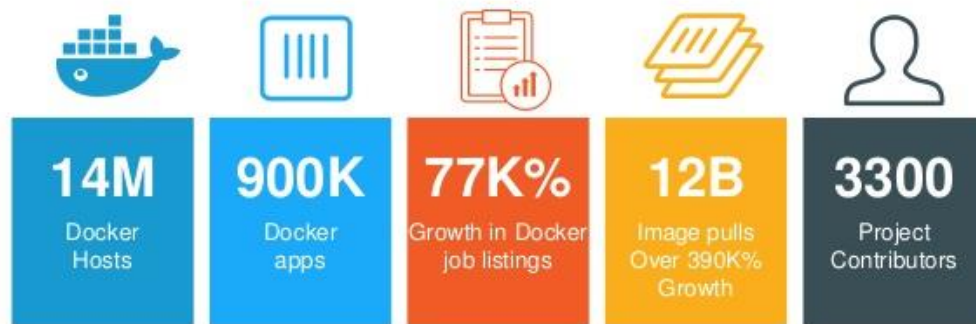 14M
Docker
Hosts
900K
Docker
apps
77K%
Growth in Docker
job listings
12B
Image pulls
Over 390K%
Growth
3300
Project
Contributors